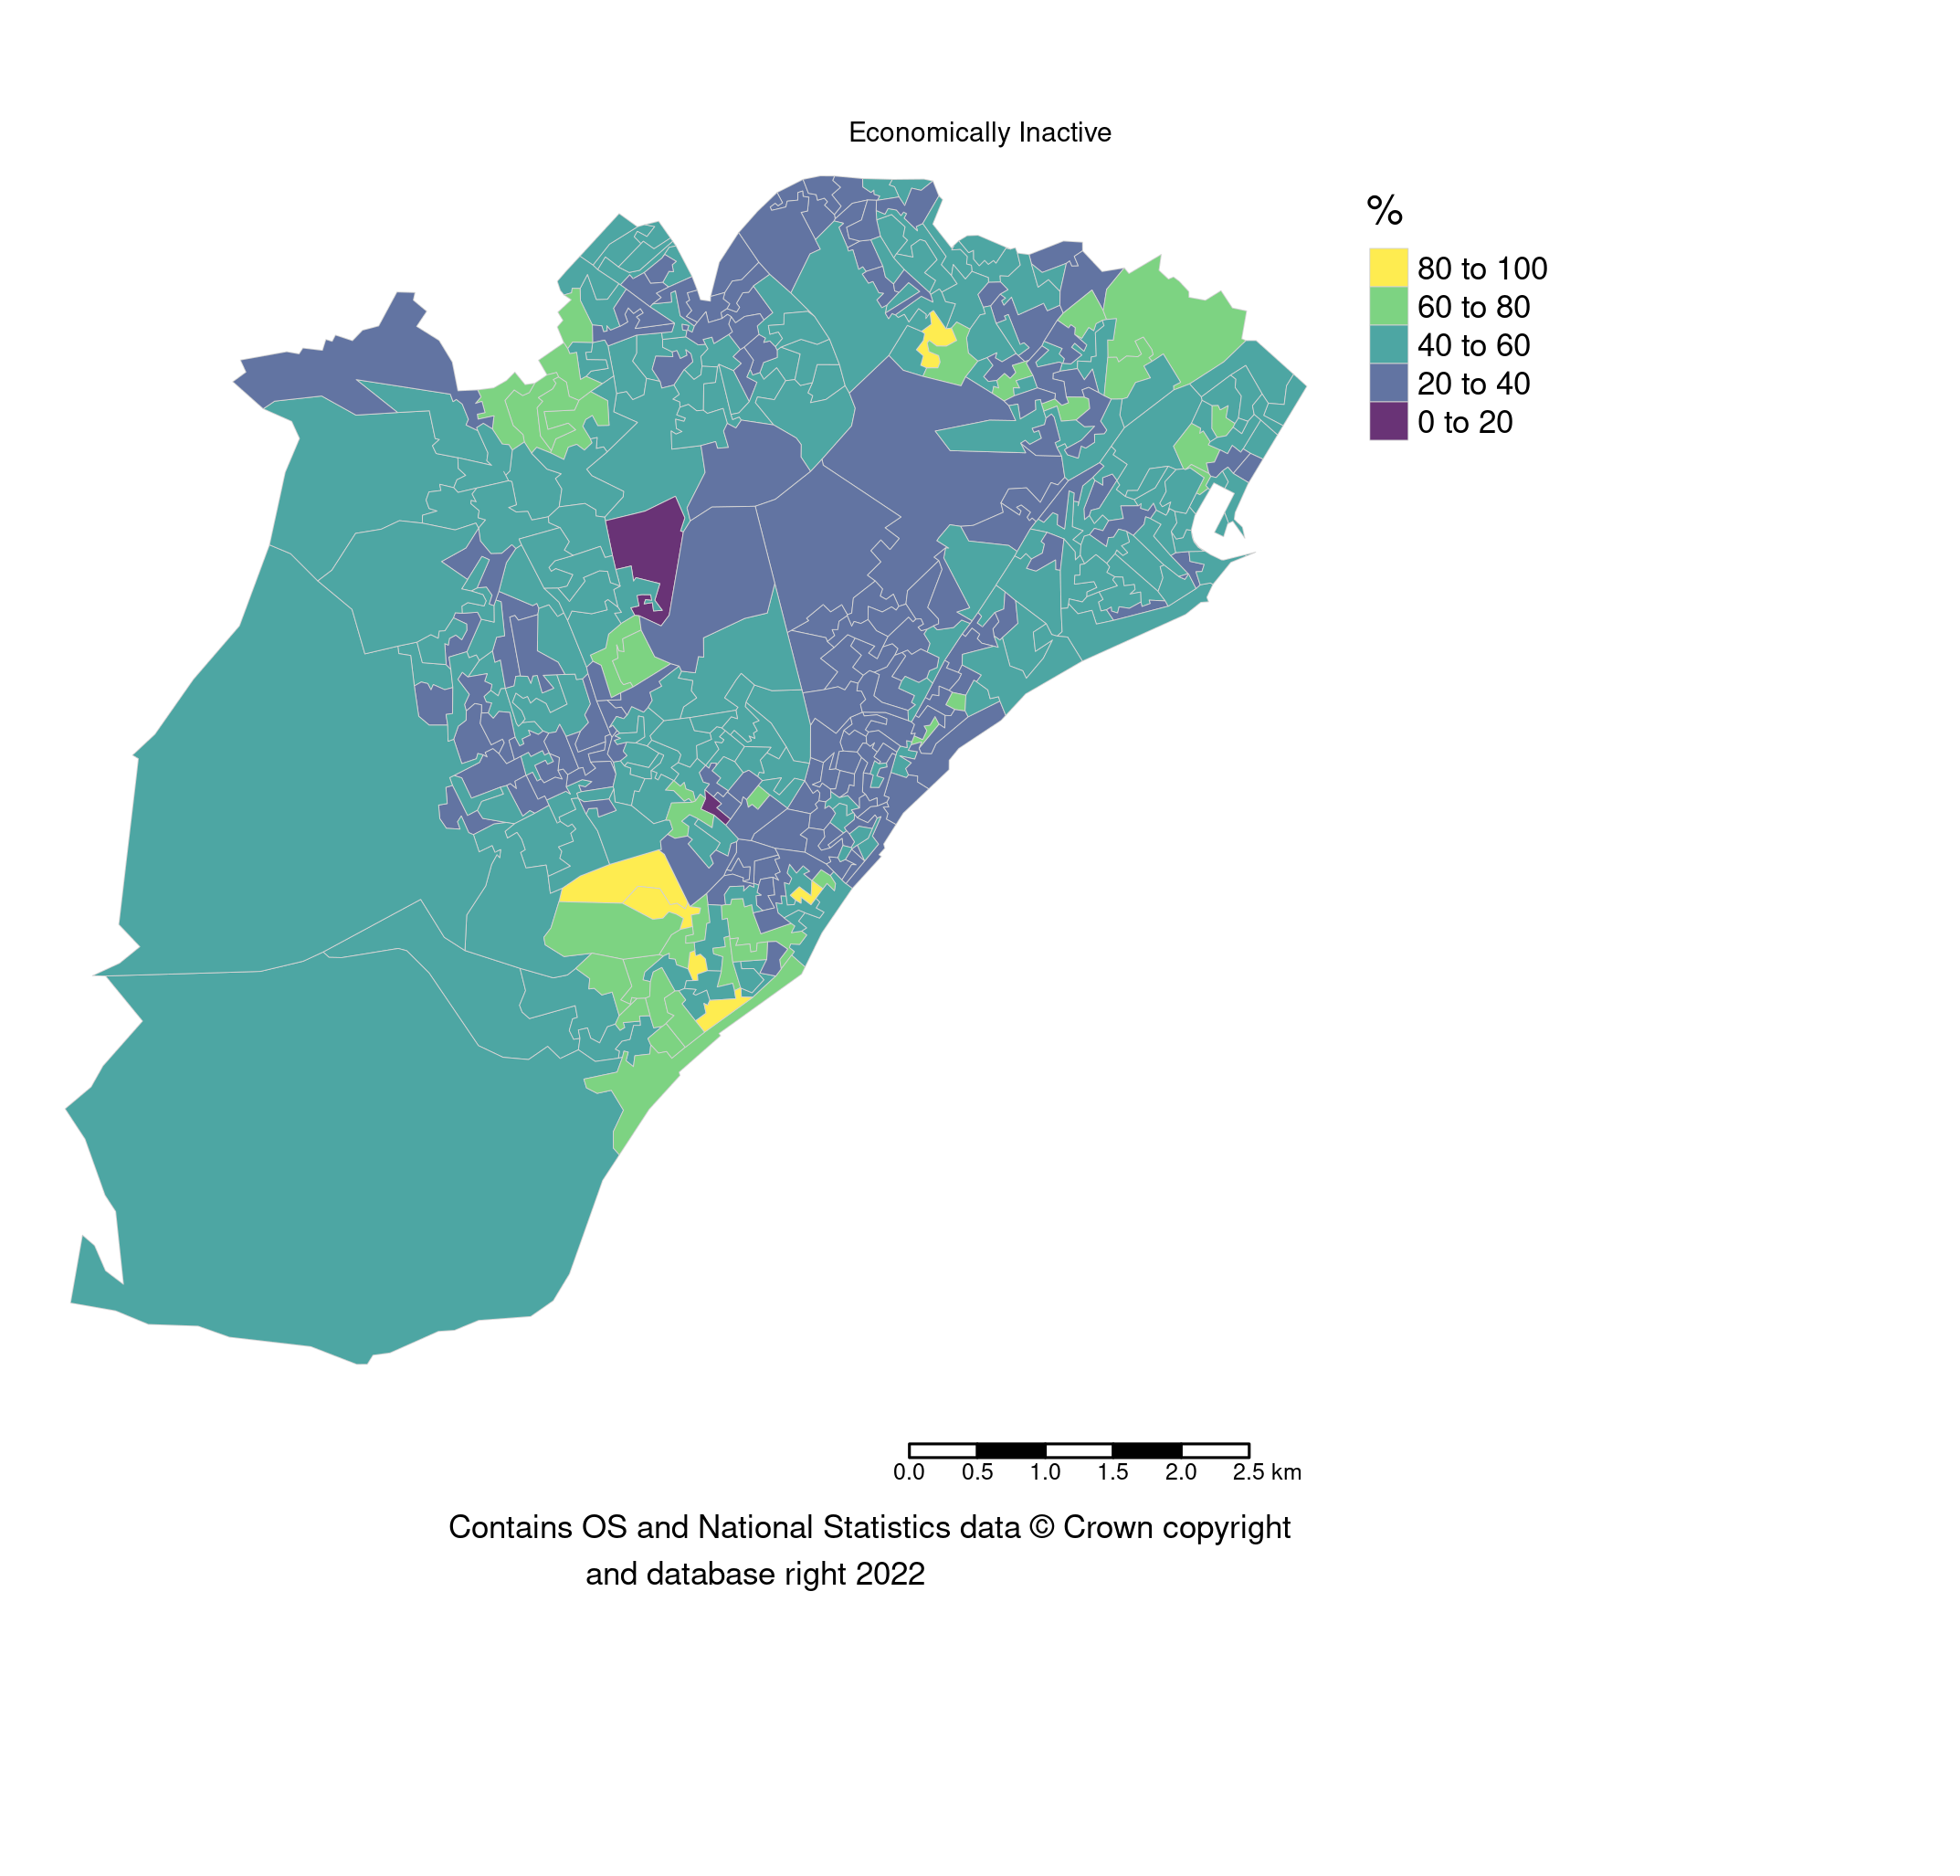 Economically Inactive
%
80 to 100
60 to 80
40 to 60
20 to 40
0 to 20
0.0 0.5 1.0 1.5 2.0 2.5 km
Contains OS and National Statistics data © Crown copyright
and database right 2022